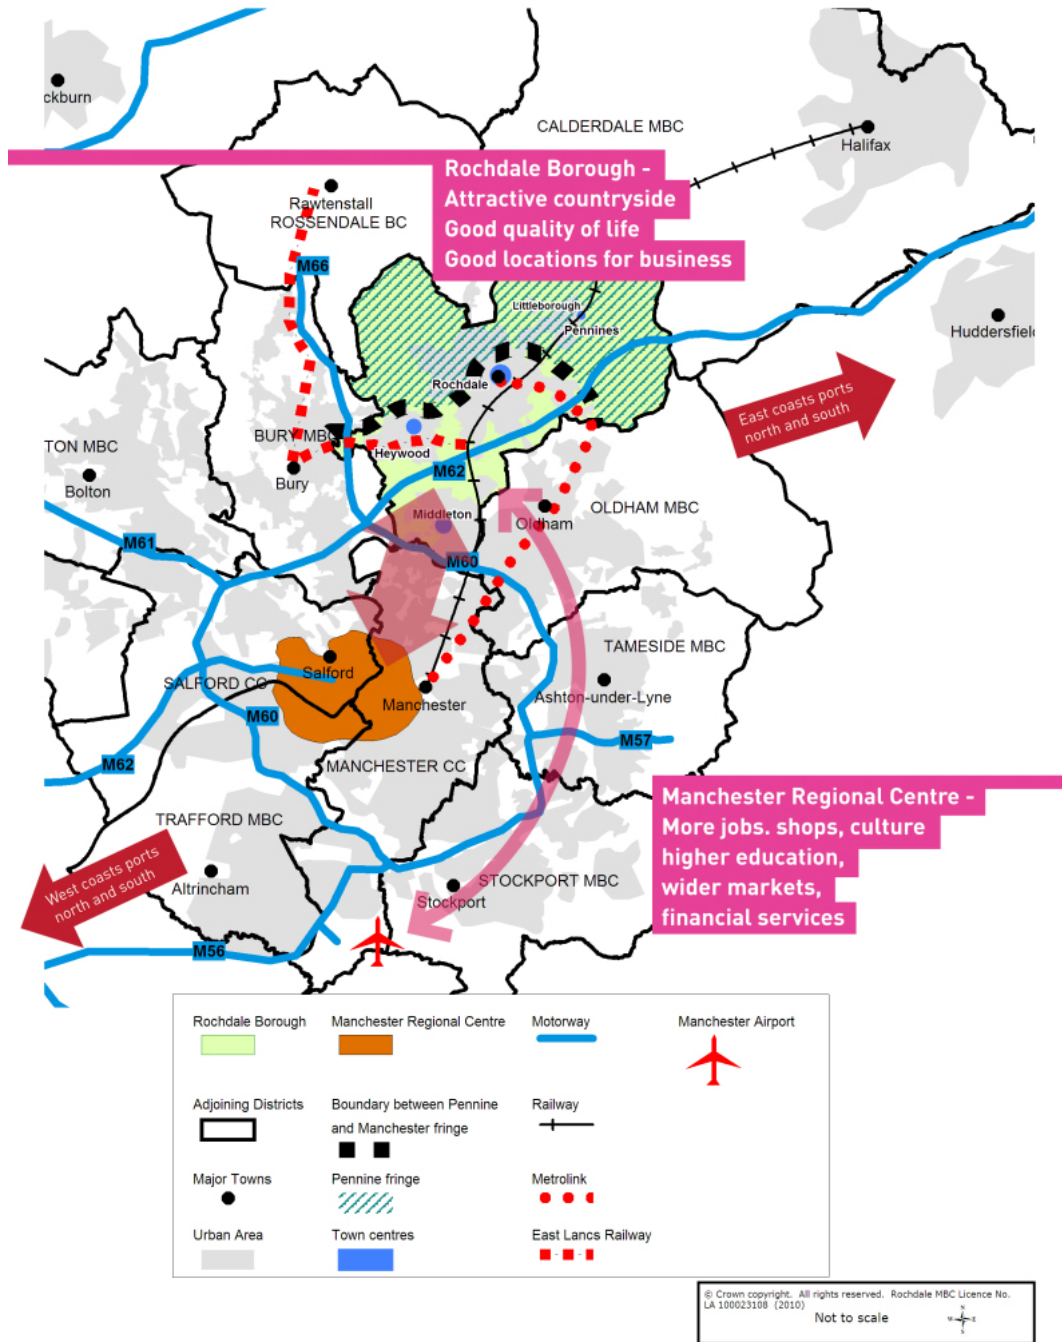 ckburn
CALDERDALE MBC
Halifax
Rochdale Borough -
Attractive countryside
Good quality of life
Good locations for business
Rawtenstall
ROSSENDALE BC
M66
Littleborough
Pennines
Huddersfield
Rochdale
East coasts ports
north and south
TON MBC
BURY MBC
Heywood
M62
Bolton
Bury
Middleton
Oldham
OLDHAM MBC
M61
M60
TAMESIDE MBC
Salford
SALFORD CC
Manchester
Ashton-under-Lyne
M60
M57
M62
MANCHESTER CC
Manchester Regional Centre -
More jobs. shops, culture
higher education,
wider markets,
financial services
TRAFFORD MBC
West coasts ports
north and south
Altrincham
STOCKPORT MBC
Stockport
M56
Rochdale Borough
Manchester Regional Centre
Motorway
Manchester Airport
Adjoining Districts
Boundary between Pennine
and Manchester fringe
Railway
Major Towns
Pennine fringe
Metrolink
Urban Area
Town centres
East Lancs Railway
© Crown copyright. All rights reserved. Rochdale MBC Licence No.
LA 100023108 (2010)
Not to scale
N
W
E
S